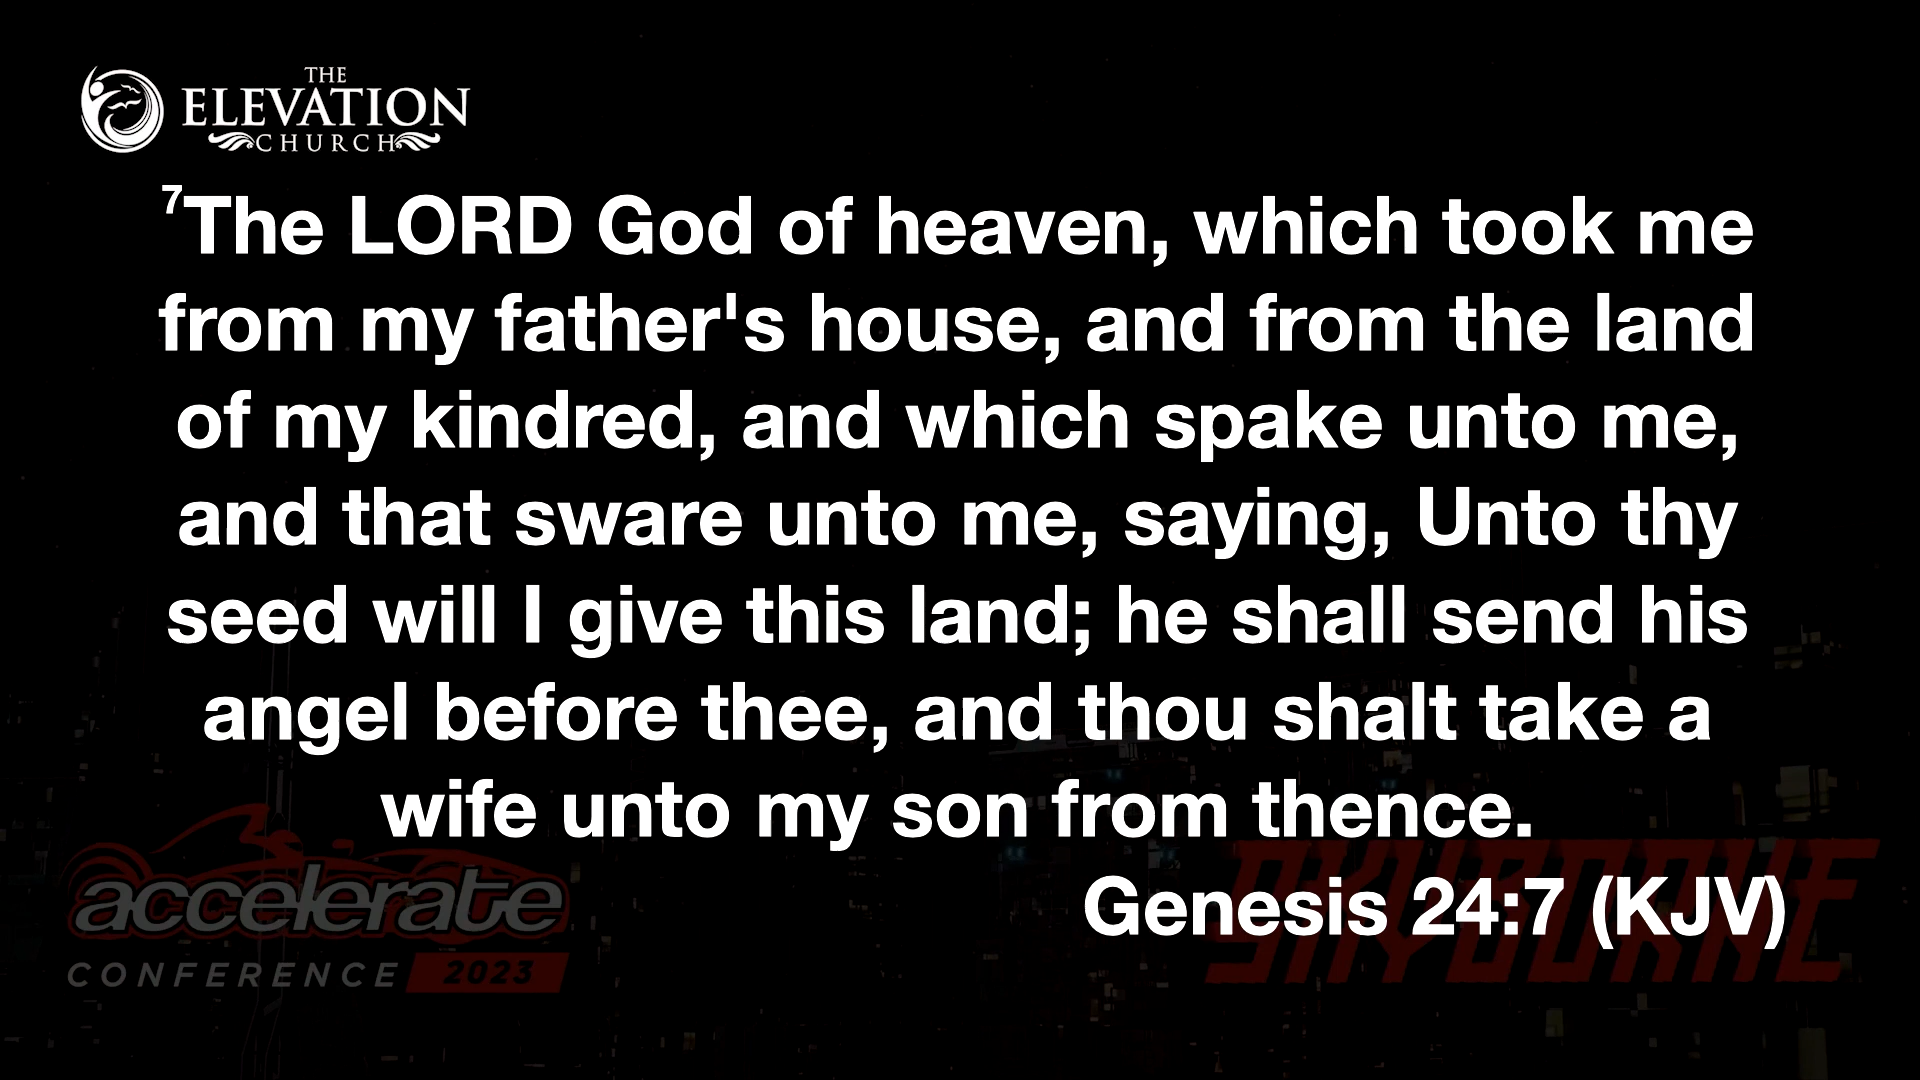 THE
ELEVATION
CHURCH
⁷The LORD God of heaven, which took me
from my father's house, and from the land
of my kindred, and which spake unto me,
and that sware unto me, saying, Unto thy
seed will I give this land; he shall send his
angel before thee, and thou shalt take a
wife unto my son from thence.
Genesis 24:7 (KJV)
accelerate
CONFERENCE 2023
SKYBORNE